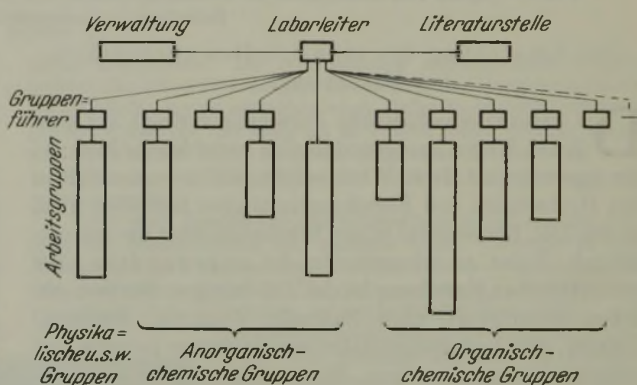 Verwaltung Laborleiter Literaturstelle
Gruppen=
führer
Arbeitsgruppen
Physika=
lische u.s.w.
Gruppen
Anorganisch–
chemische Gruppen
Organisch–
chemische Gruppen